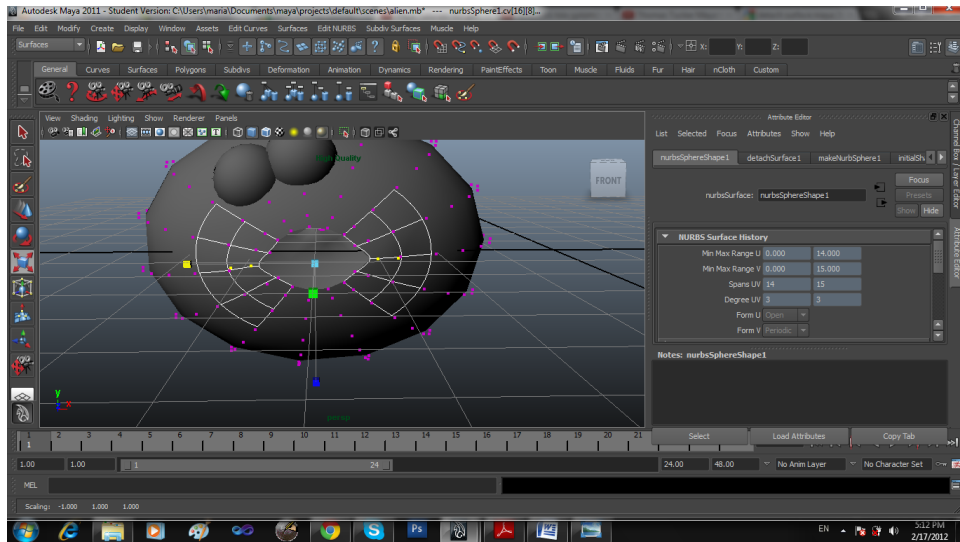 Autodesk Maya 2011 - Student Version: C:\Users\maria\Documents\maya\projects\default\scenes\alien.mb* --- nurbsSphere1.cv[16][8]...
File Edit Modify Create Display Window Assets Edit Curves Surfaces Edit NURBS Subdiv Surfaces Muscle Help
Surfaces X: Y: Z:
General Curves Surfaces Polygons Subdivs Deformation Animation Dynamics Rendering PaintEffects Toon Muscle Fluids Fur Hair nCloth Custom
View Shading Lighting Show Renderer Panels
Attribute Editor
List Selected Focus Attributes Show Help
nurbsSphereShape1 detachSurface1 makeNurbSphere1 initialSh
High Quality
FRONT
Focus
nurbsSurface: nurbsSphereShape1
Presets
Show Hide
Channel Box / Layer Editor
Attribute Editor
NURBS Surface History
Min Max Range U 0.000 14.000
Min Max Range V 0.000 15.000
Spans UV 14 15
Degree UV 3 3
Form U Open
Form V Periodic
Notes: nurbsSphereShape1
y
x
persp
Select Load Attributes Copy Tab
1 2 3 4 5 6 7 8 9 10 11 12 13 14 15 16 17 18 19 20 21
1
1.00 1.00 1 24 24.00 48.00 No Anim Layer No Character Set
MEL
Scaling: -1.000 1.000 1.000
Ps
EN 5:12 PM
2/17/2012